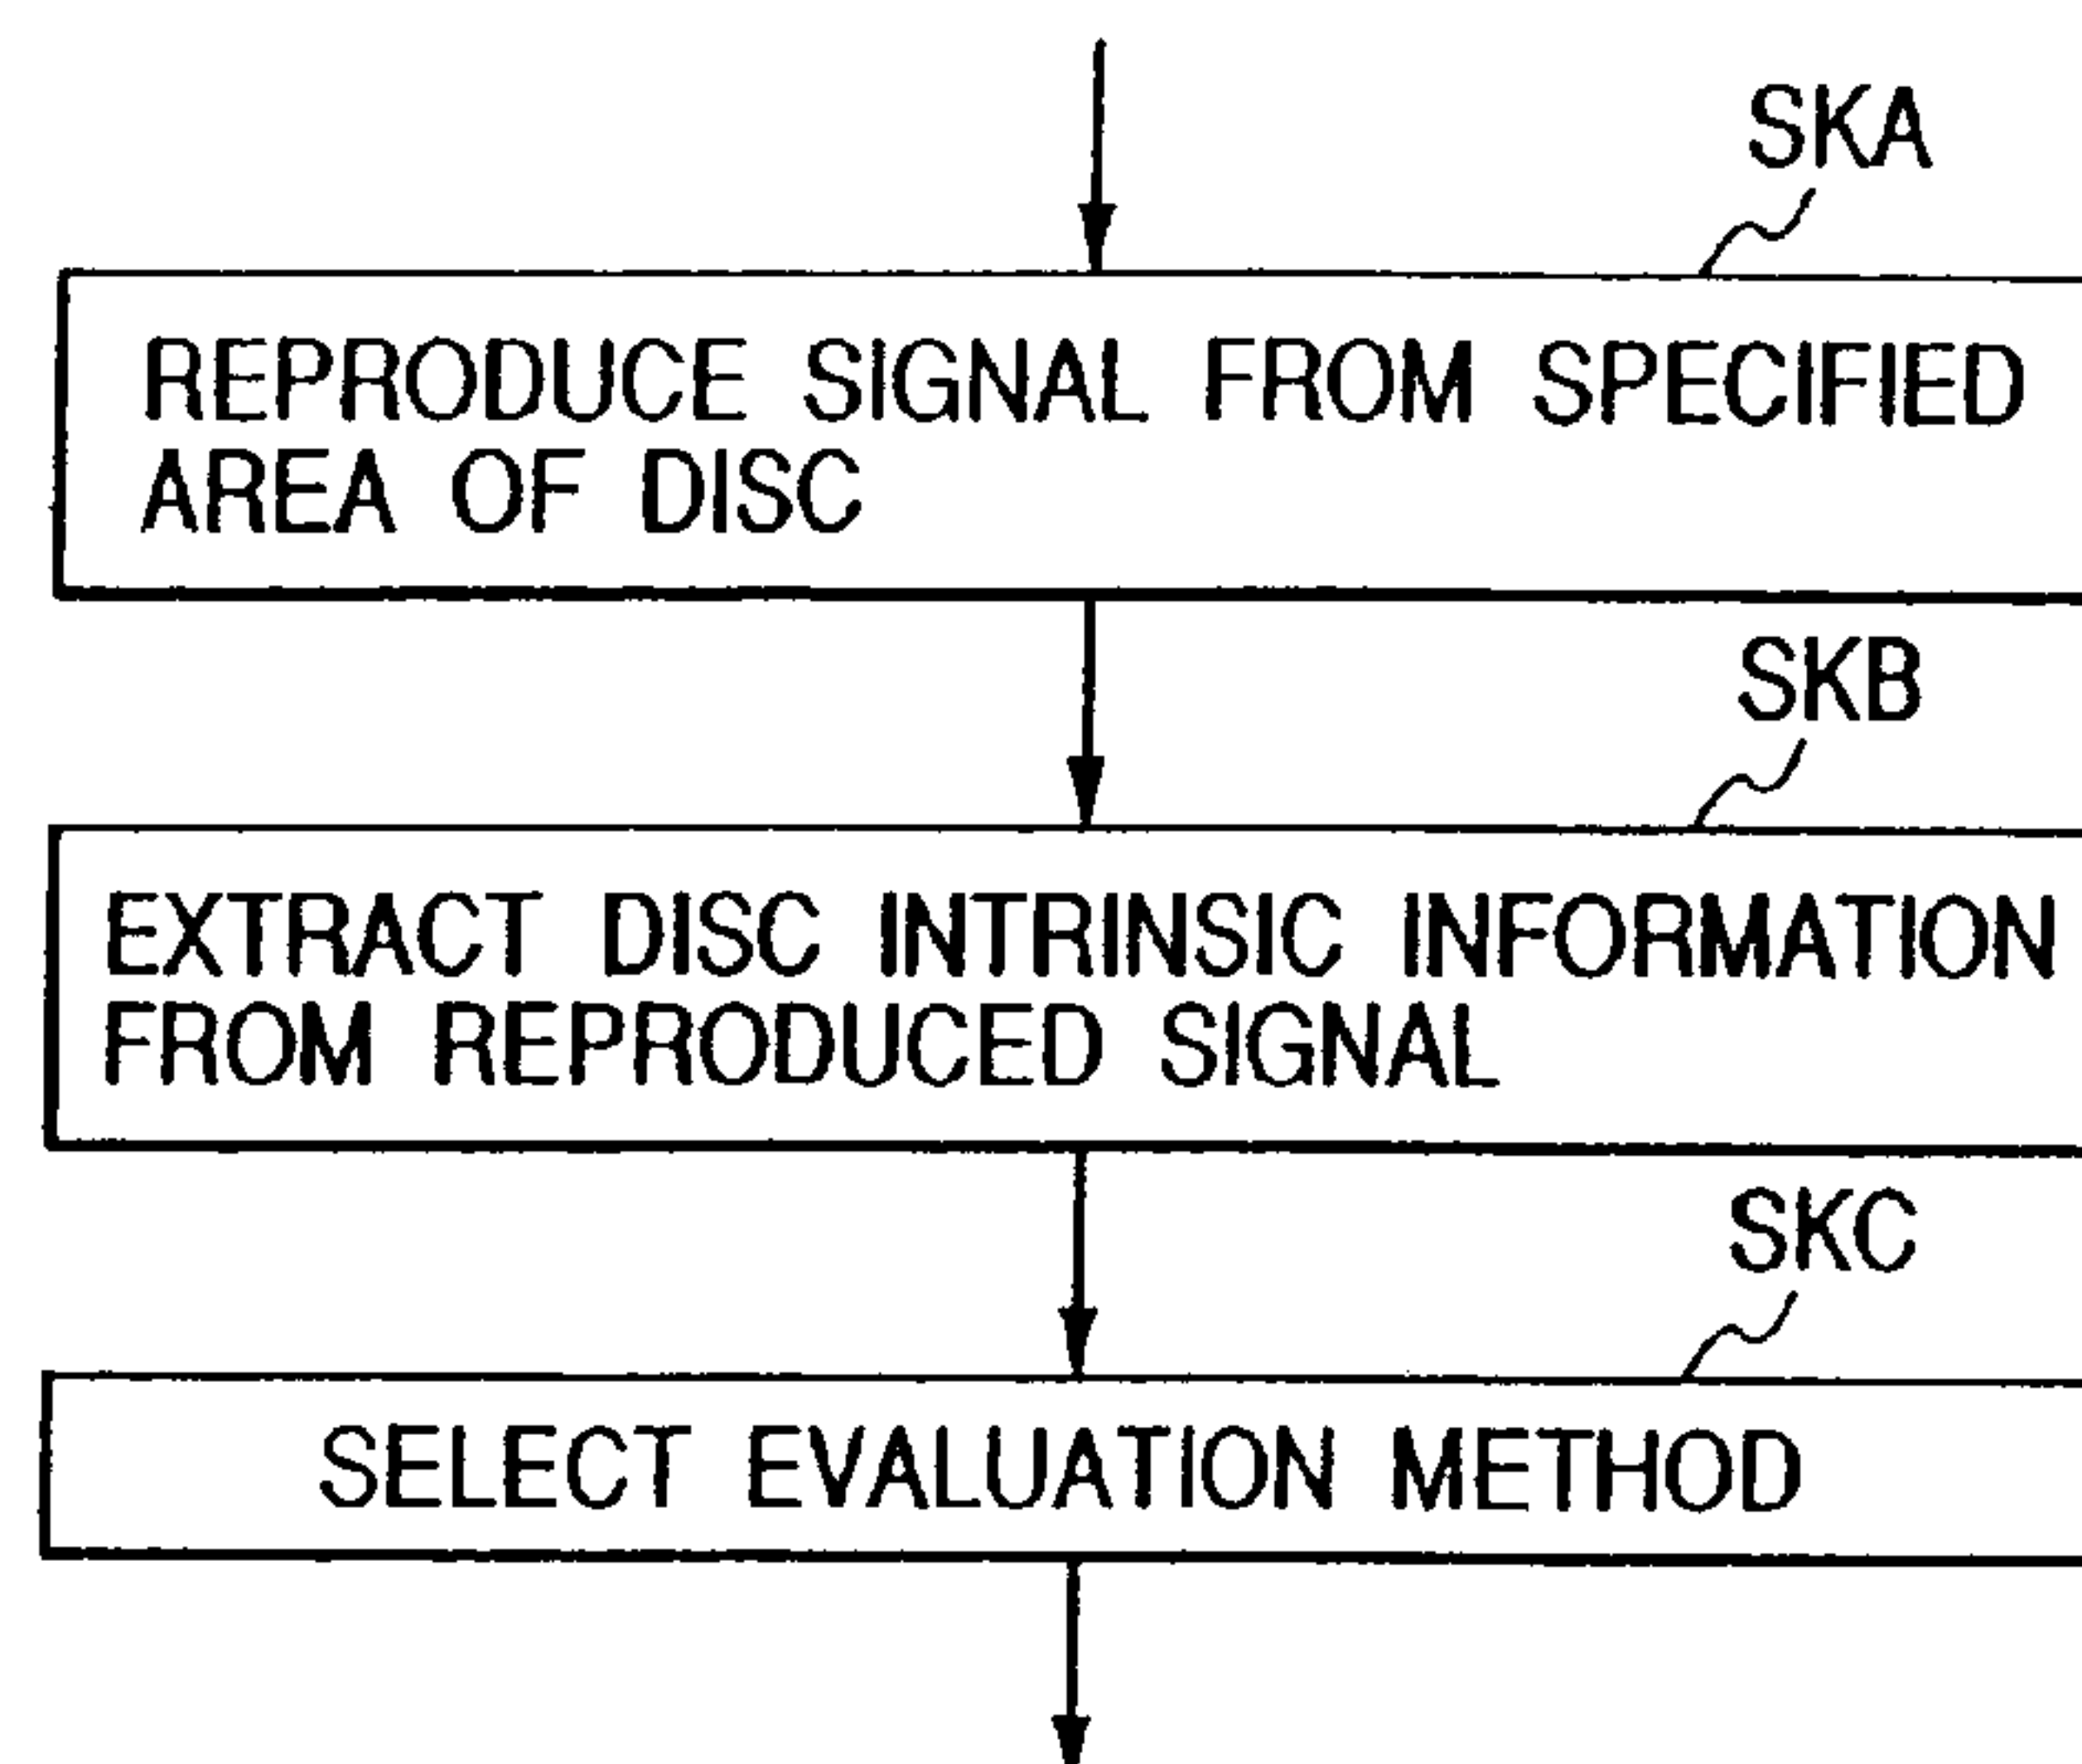 SKA
REPRODUCE SIGNAL FROM SPECIFIED
AREA OF DISC
SKB
EXTRACT DISC INTRINSIC INFORMATION
FROM REPRODUCED SIGNAL
SKC
SELECT EVALUATION METHOD